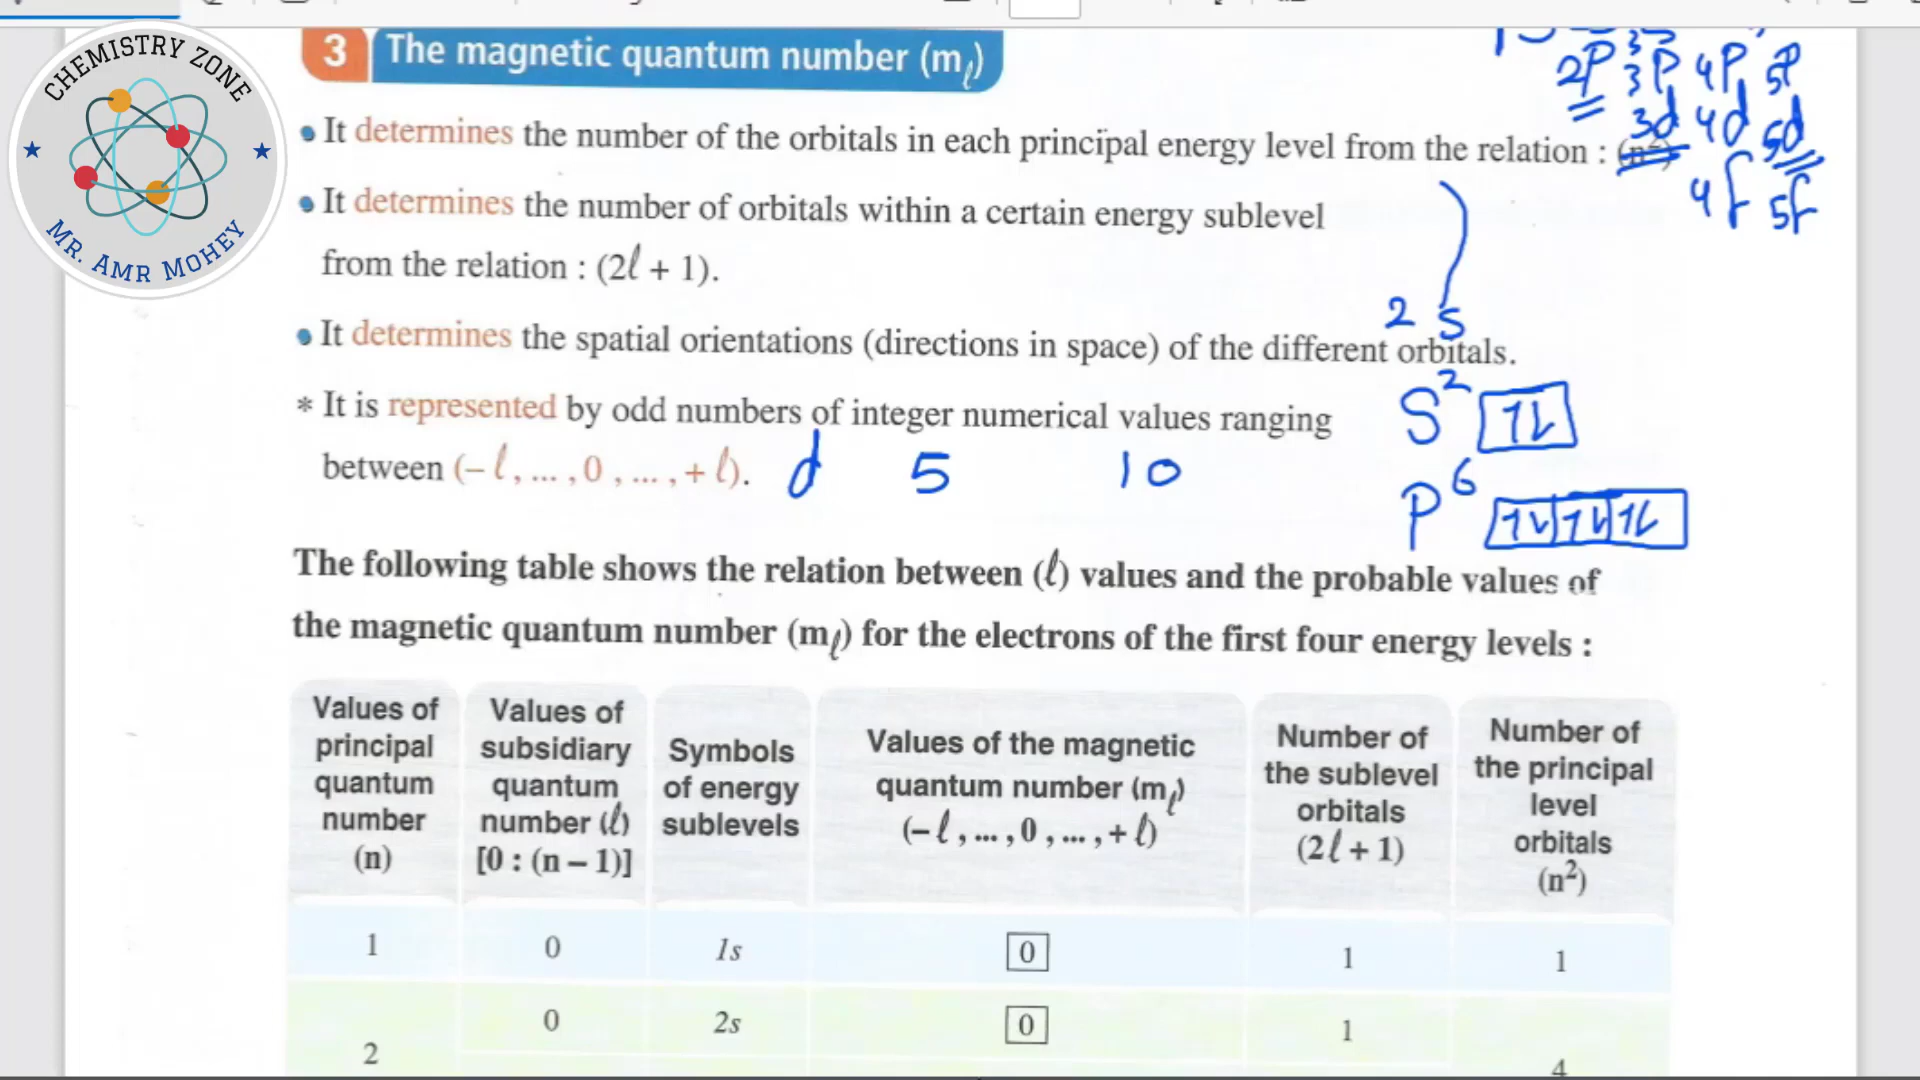 CHEMISTRY ZONE
MR. AMR MOHEY
3 The magnetic quantum number (mℓ)
2P 3P 4P 5P
3d 4d 5d
4f 5f
• It determines the number of the orbitals in each principal energy level from the relation : (n²)
• It determines the number of orbitals within a certain energy sublevel
from the relation : (2ℓ + 1).
2 5
• It determines the spatial orientations (directions in space) of the different orbitals.
S² 1L
* It is represented by odd numbers of integer numerical values ranging
between (– ℓ , ... , 0 , ... , + ℓ). d 5 10
P⁶ 1L 1L 1L
The following table shows the relation between (ℓ) values and the probable values of
the magnetic quantum number (mℓ) for the electrons of the first four energy levels :
Values of principal quantum number (n)
Values of subsidiary quantum number (ℓ) [0 : (n – 1)]
Symbols of energy sublevels
Values of the magnetic quantum number (mℓ) (– ℓ , ... , 0 , ... , + ℓ)
Number of the sublevel orbitals (2ℓ + 1)
Number of the principal level orbitals (n²)
1 0 1s 0 1 1
0 2s 0 1
2 4